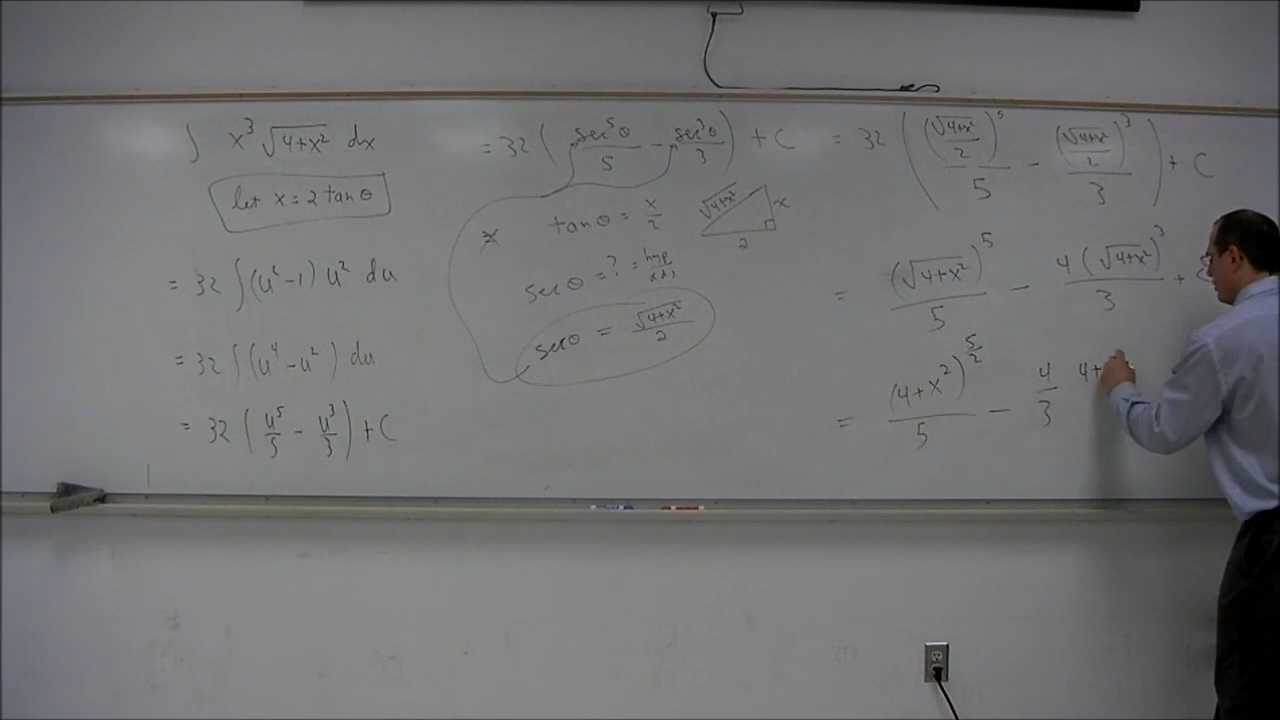 ∫ x³ √(4+x²) dx
let x = 2 tan θ
= 32 ∫ (u² - 1) u² du
= 32 ∫ (u⁴ - u²) du
= 32 (u⁵/5 - u³/3) + C
= 32 (sec⁵θ/5 - sec³θ/3) + C
* tan θ = x/2
√(4+x²) x
2
sec θ = ? = hyp/adj
sec θ = √(4+x²)/2
= 32 ((√(4+x²)/2)⁵/5 - (√(4+x²)/2)³/3) + C
= (√(4+x²))⁵/5 - 4(√(4+x²))³/3 +
= (4+x²)^(5/2)/5 - 4/3 4+